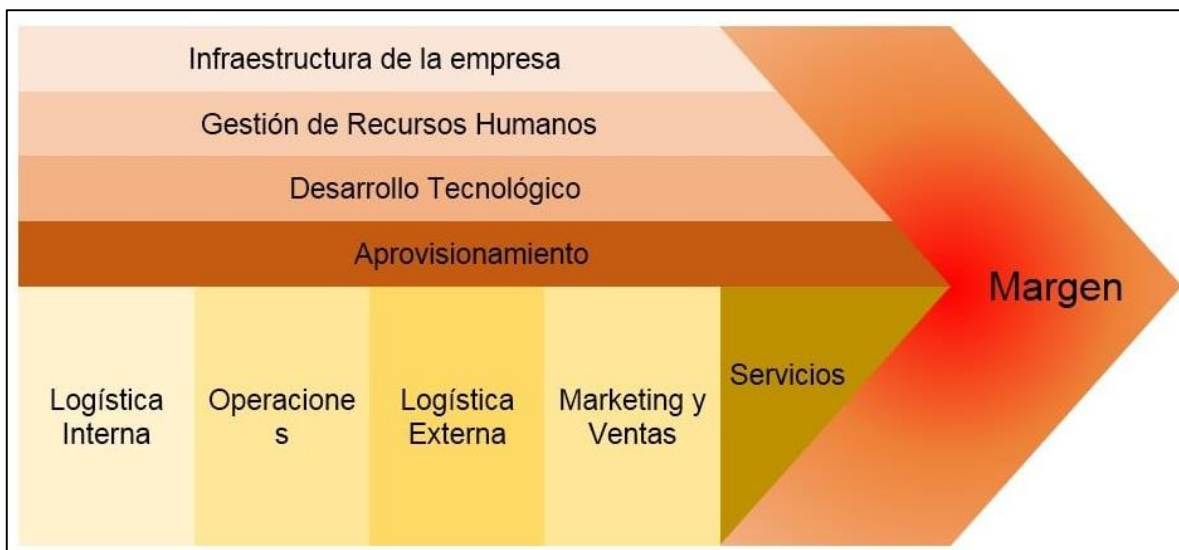 Infraestructura de la empresa
Gestión de Recursos Humanos
Desarrollo Tecnológico
Aprovisionamiento
Margen
Logística
Interna
Operacione
s
Logística
Externa
Marketing y
Ventas
Servicios